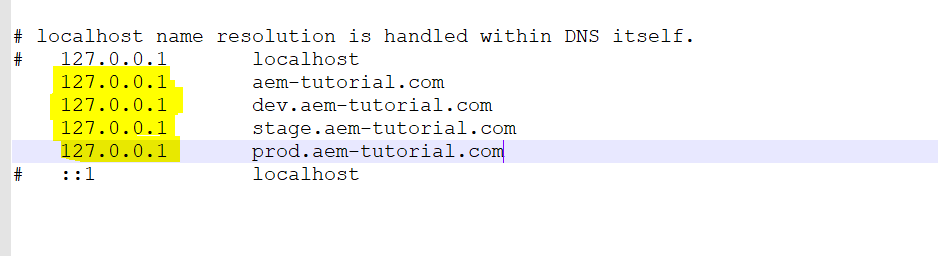 # localhost name resolution is handled within DNS itself.
# 127.0.0.1 localhost
127.0.0.1 aem-tutorial.com
127.0.0.1 dev.aem-tutorial.com
127.0.0.1 stage.aem-tutorial.com
127.0.0.1 prod.aem-tutorial.com
# ::1 localhost